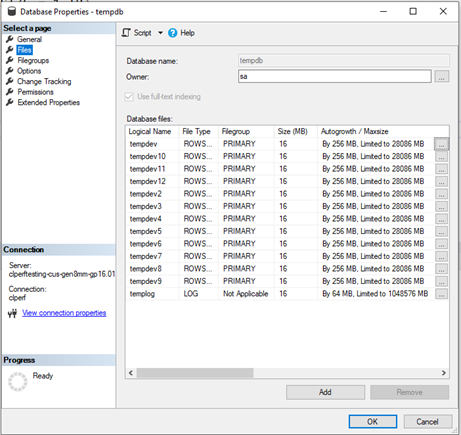 Database Properties - tempdb
Select a page
General
Files
Filegroups
Options
Change Tracking
Permissions
Extended Properties
Script
Help
Database name: tempdb
Owner: sa ...
Use full-text indexing
Database files:
Logical Name File Type Filegroup Size (MB) Autogrowth / Maxsize
tempdev ROWS... PRIMARY 16 By 256 MB, Limited to 28086 MB ...
tempdev10 ROWS... PRIMARY 16 By 256 MB, Limited to 28086 MB ...
tempdev11 ROWS... PRIMARY 16 By 256 MB, Limited to 28086 MB ...
tempdev12 ROWS... PRIMARY 16 By 256 MB, Limited to 28086 MB ...
tempdev2 ROWS... PRIMARY 16 By 256 MB, Limited to 28086 MB ...
tempdev3 ROWS... PRIMARY 16 By 256 MB, Limited to 28086 MB ...
tempdev4 ROWS... PRIMARY 16 By 256 MB, Limited to 28086 MB ...
tempdev5 ROWS... PRIMARY 16 By 256 MB, Limited to 28086 MB ...
tempdev6 ROWS... PRIMARY 16 By 256 MB, Limited to 28086 MB ...
tempdev7 ROWS... PRIMARY 16 By 256 MB, Limited to 28086 MB ...
tempdev8 ROWS... PRIMARY 16 By 256 MB, Limited to 28086 MB ...
tempdev9 ROWS... PRIMARY 16 By 256 MB, Limited to 28086 MB ...
templog LOG Not Applicable 16 By 64 MB, Limited to 1048576 MB ...
Connection
Server:
clperftesting-cus-gen8mm-gp16.01
Connection:
clperf
View connection properties
Progress
Ready
Add Remove
OK Cancel